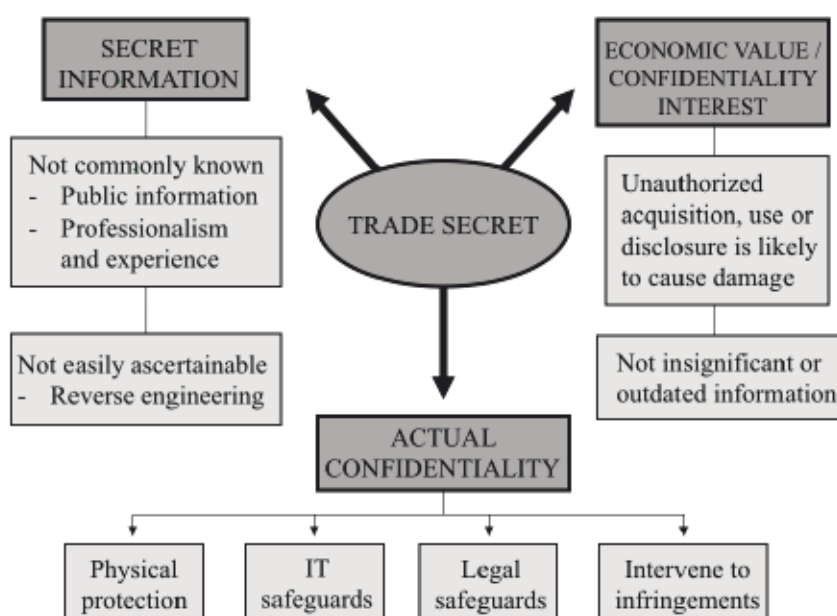 SECRET
INFORMATION
Not commonly known
- Public information
- Professionalism
and experience
Not easily ascertainable
- Reverse engineering
TRADE SECRET
ECONOMIC VALUE /
CONFIDENTIALITY
INTEREST
Unauthorized
acquisition, use or
disclosure is likely
to cause damage
Not insignificant or
outdated information
ACTUAL
CONFIDENTIALITY
Physical
protection
IT
safeguards
Legal
safeguards
Intervene to
infringements